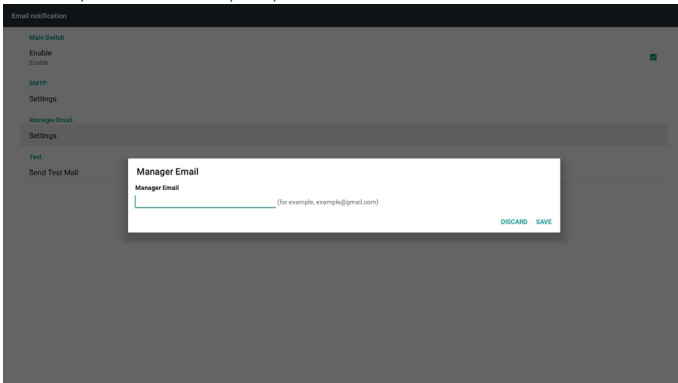 Email notification
Main Switch
Enable
Enable
SMTP
Settings
Manager Email
Settings
Test
Send Test Mail
Manager Email
Manager Email
(for example, example@gmail.com)
DISCARD SAVE